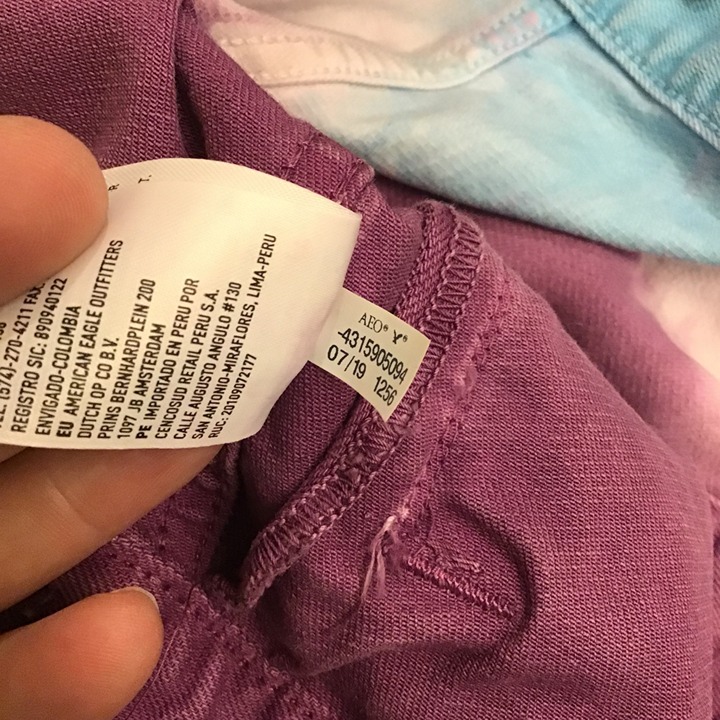 (574)-270-4211 FAX
REGISTRO SIC: 890940122
ENVIGADO-COLOMBIA
EU AMERICAN EAGLE OUTFITTERS
DUTCH OP CO B.V.
PRINS BERNHARDPLEIN 200
1097 JB AMSTERDAM
PE IMPORTADO EN PERU POR
CENCOSUD RETAIL PERU S.A.
CALLE AUGUSTO ANGULO #130
SAN ANTONIO-MIRAFLORES, LIMA-PERU
RUC: 20109072177
AEO®
-4315905094
07/19 1256